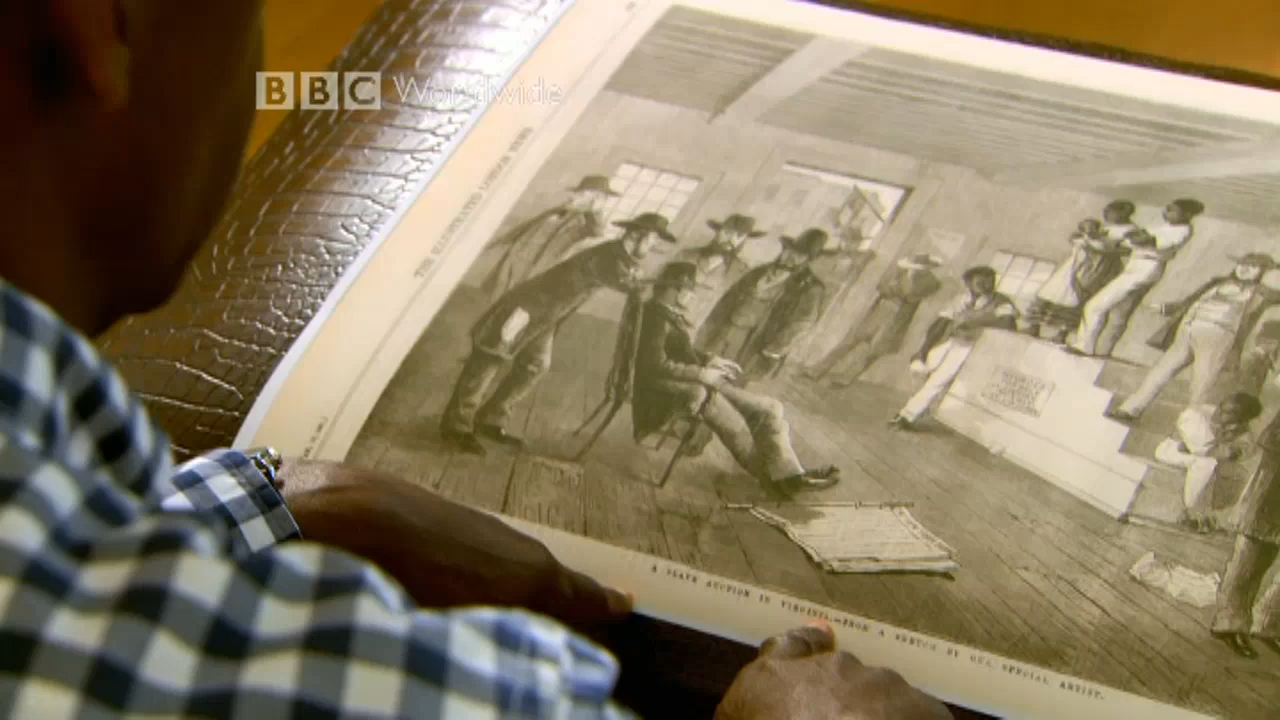 BBC Worldwide
THE ILLUSTRATED LONDON NEWS
A SLAVE AUCTION IN VIRGINIA.—FROM A SKETCH BY OUR SPECIAL ARTIST.